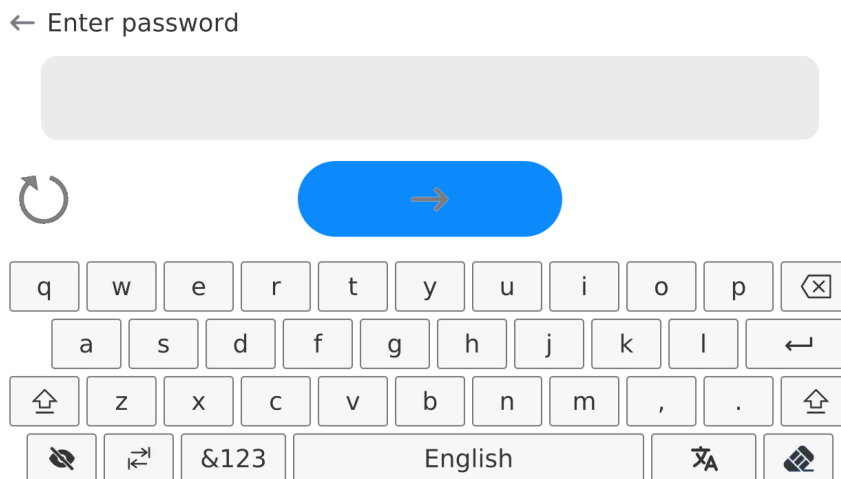 Enter password
q w e r t y u i o p
a s d f g h j k l
z x c v b n m , .
&123 English